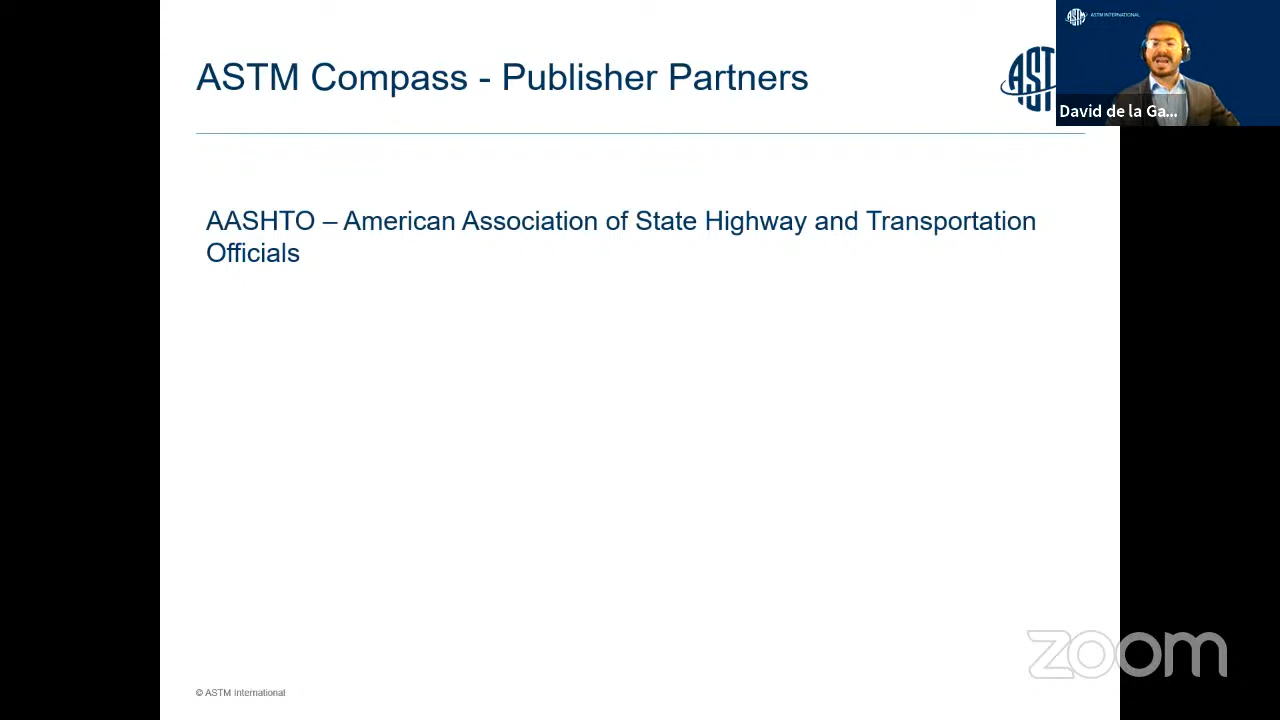 ASTM Compass - Publisher Partners
AST
ASTM INTERNATIONAL
David de la Ga...
AASHTO – American Association of State Highway and Transportation
Officials
zoom
© ASTM International